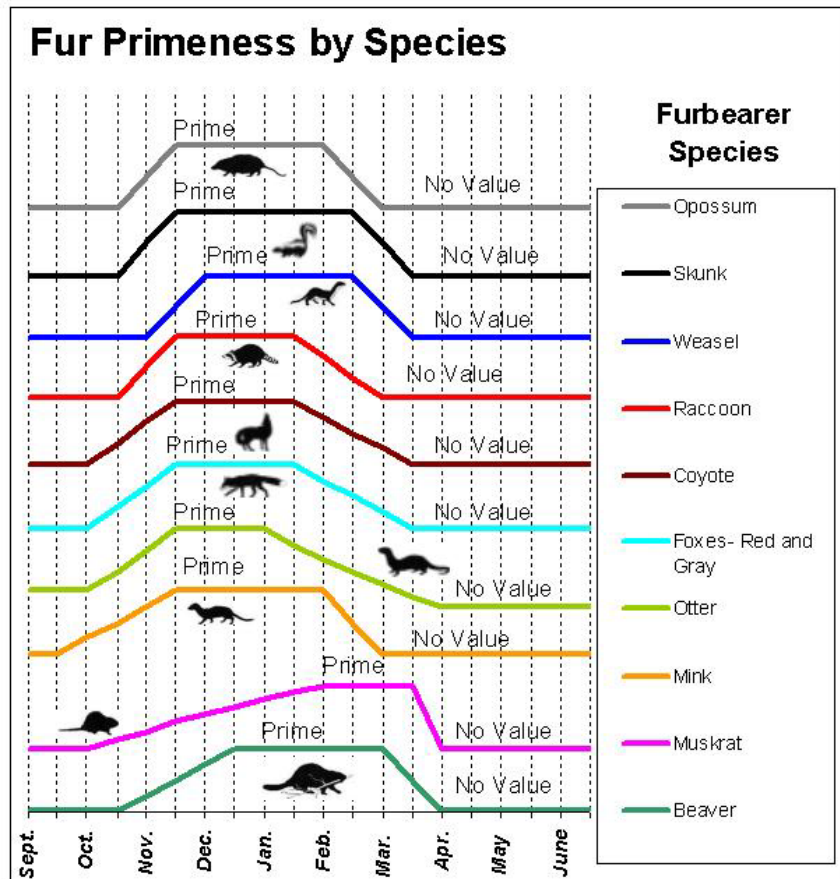 Fur Primeness by Species
Prime
No Value
Prime
No Value
Prime
No Value
Prime
No Value
Prime
No Value
Prime
No Value
Prime
No Value
Prime
No Value
Prime
No Value
Prime
No Value
Sept.
Oct.
Nov.
Dec.
Jan.
Feb.
Mar.
Apr.
May
June
Furbearer
Species
Opossum
Skunk
Weasel
Raccoon
Coyote
Foxes- Red and
Gray
Otter
Mink
Muskrat
Beaver